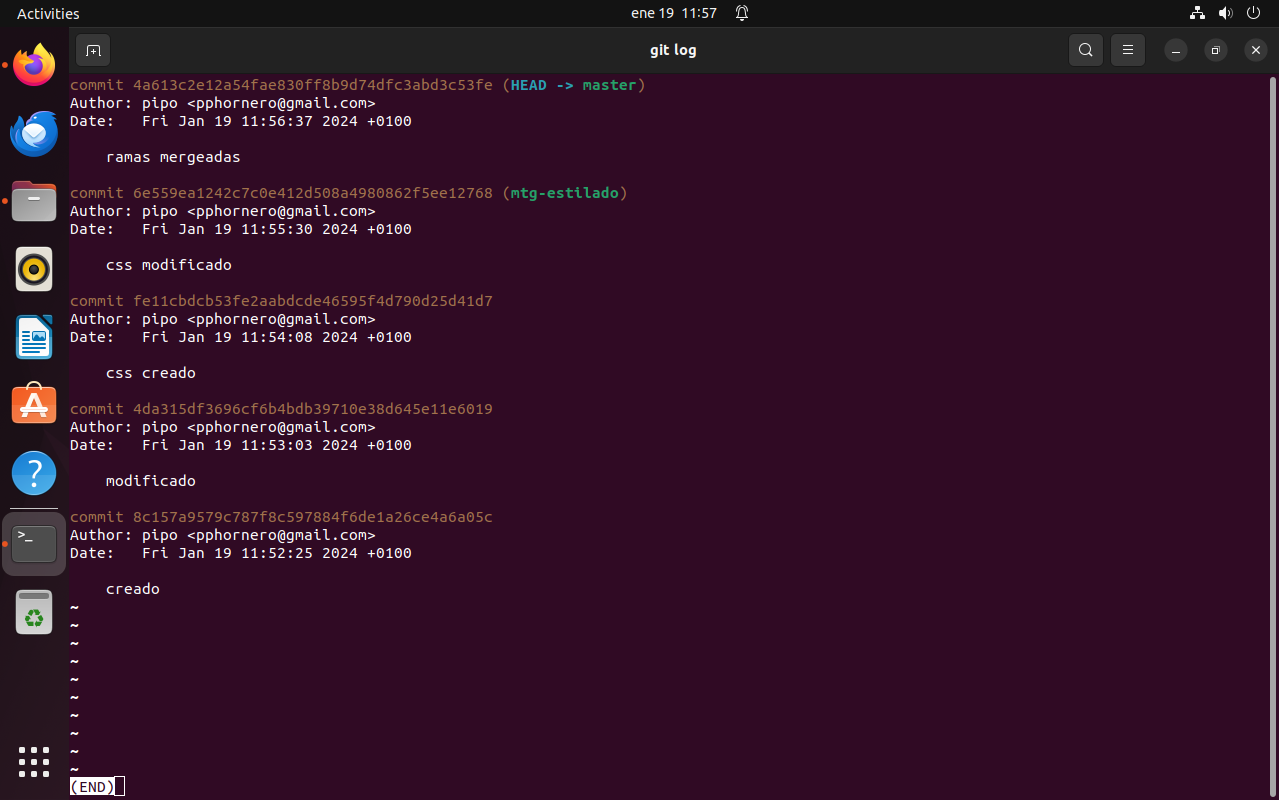 Activities
ene 19 11:57
git log
commit 4a613c2e12a54fae830ff8b9d74dfc3abd3c53fe (HEAD -> master)
Author: pipo <pphornero@gmail.com>
Date:   Fri Jan 19 11:56:37 2024 +0100
    ramas mergeadas
commit 6e559ea1242c7c0e412d508a4980862f5ee12768 (mtg-estilado)
Author: pipo <pphornero@gmail.com>
Date:   Fri Jan 19 11:55:30 2024 +0100
    css modificado
commit fe11cbdcb53fe2aabdcde46595f4d790d25d41d7
Author: pipo <pphornero@gmail.com>
Date:   Fri Jan 19 11:54:08 2024 +0100
    css creado
commit 4da315df3696cf6b4bdb39710e38d645e11e6019
Author: pipo <pphornero@gmail.com>
Date:   Fri Jan 19 11:53:03 2024 +0100
    modificado
commit 8c157a9579c787f8c597884f6de1a26ce4a6a05c
Author: pipo <pphornero@gmail.com>
Date:   Fri Jan 19 11:52:25 2024 +0100
    creado
~
~
~
~
~
~
~
~
~
~
(END)